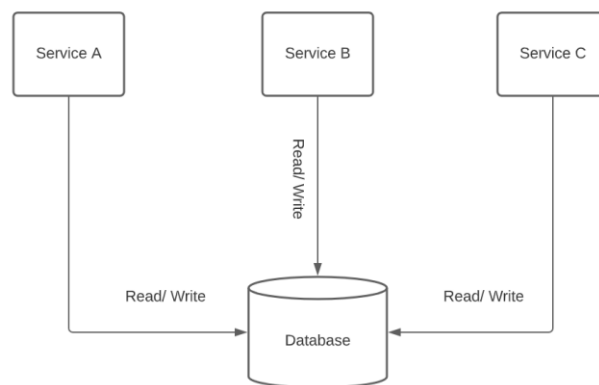 Service A
Service B
Service C
Read/ Write
Read/ Write
Read/ Write
Database